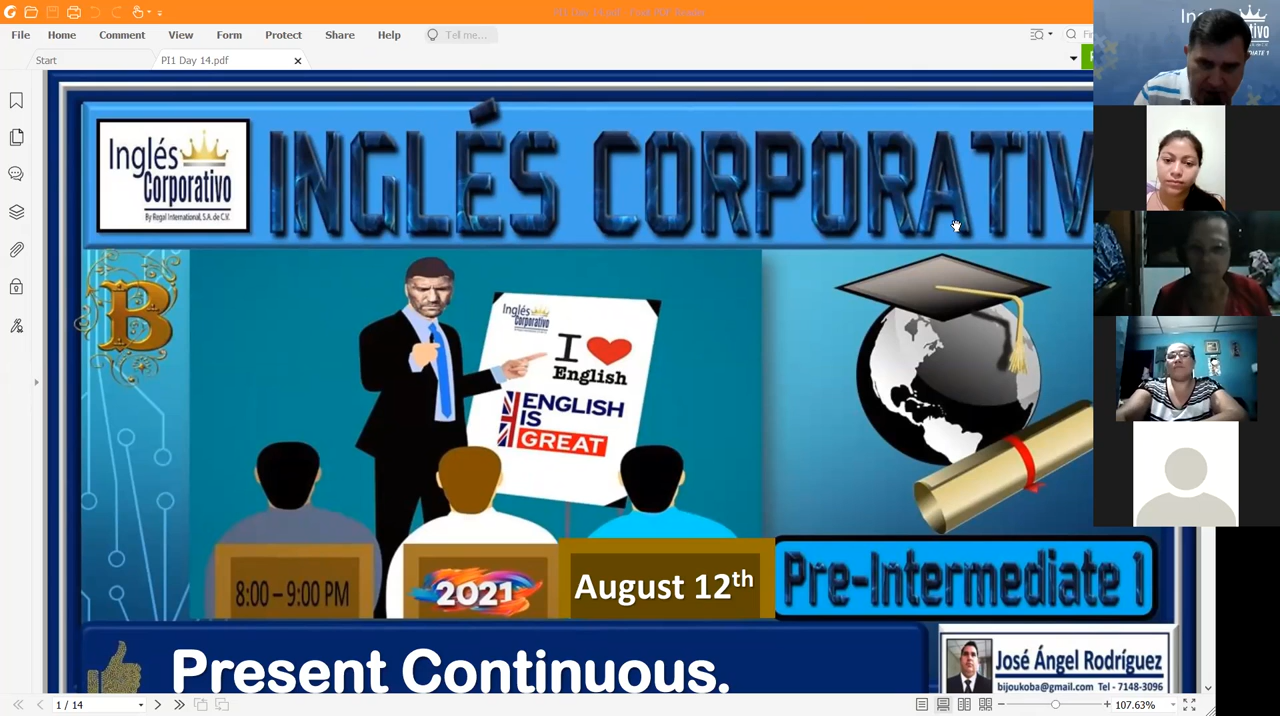 File Home Comment View Form Protect Share Help Tell me...
Start PI1 Day 14.pdf
Inglés
Corporativo
By Regal International, S.A. de C.V.
INGLÉS CORPORATIV
B
Inglés
Corporativo
I
English
ENGLISH
IS
GREAT
8:00 – 9:00 PM
2021
August 12th
Pre-Intermediate 1
Present Continuous.
José Ángel Rodríguez
bijoukoba@gmail.com Tel - 7148-3096
1 / 14
107.63%